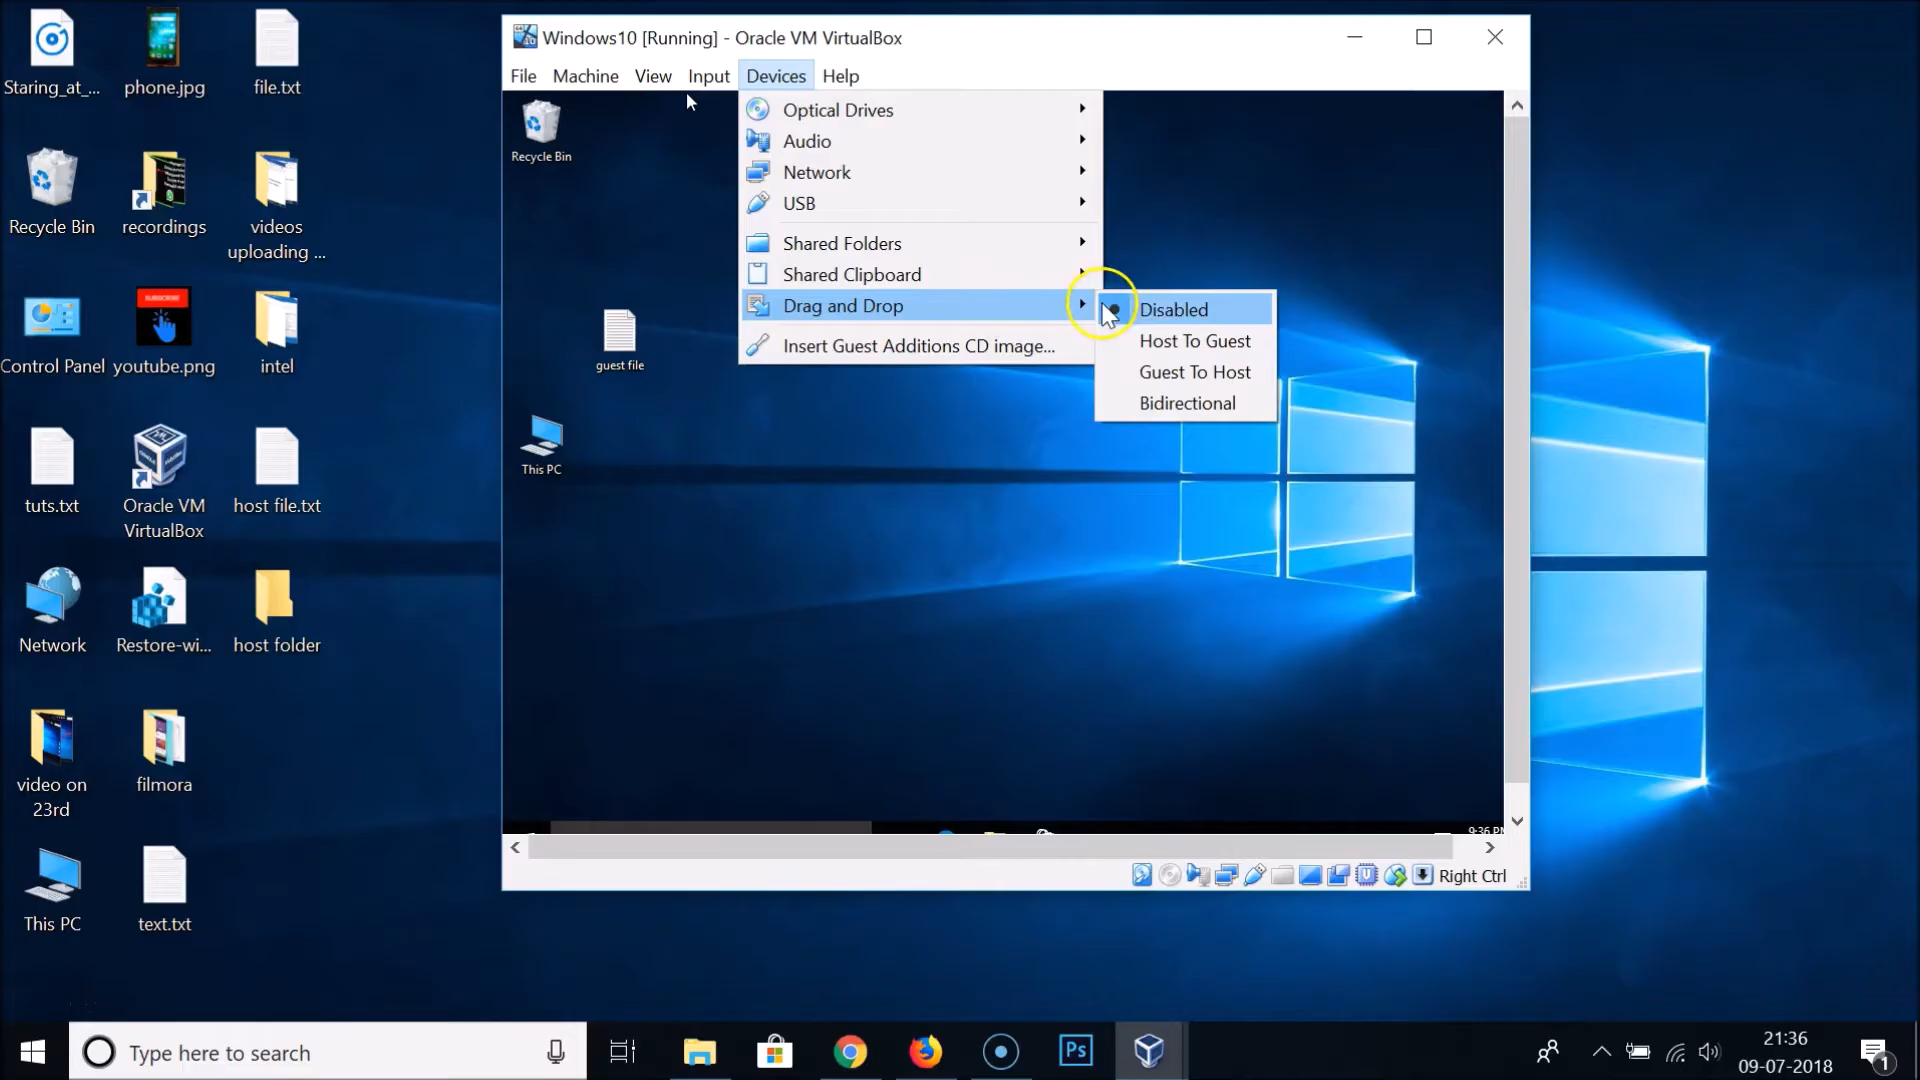 Staring_at_...
phone.jpg
file.txt
Recycle Bin
recordings
videos
uploading ...
Control Panel
youtube.png
SUBSCRIBE
intel
tuts.txt
Oracle VM
VirtualBox
host file.txt
Network
Restore-wi...
host folder
video on
23rd
filmora
This PC
text.txt
Windows10 [Running] - Oracle VM VirtualBox
File Machine View Input Devices Help
Recycle Bin
guest file
This PC
Optical Drives
Audio
Network
USB
Shared Folders
Shared Clipboard
Drag and Drop
Insert Guest Additions CD image...
Disabled
Host To Guest
Guest To Host
Bidirectional
9:36 PM
Right Ctrl
Type here to search
Ps
21:36
09-07-2018
1